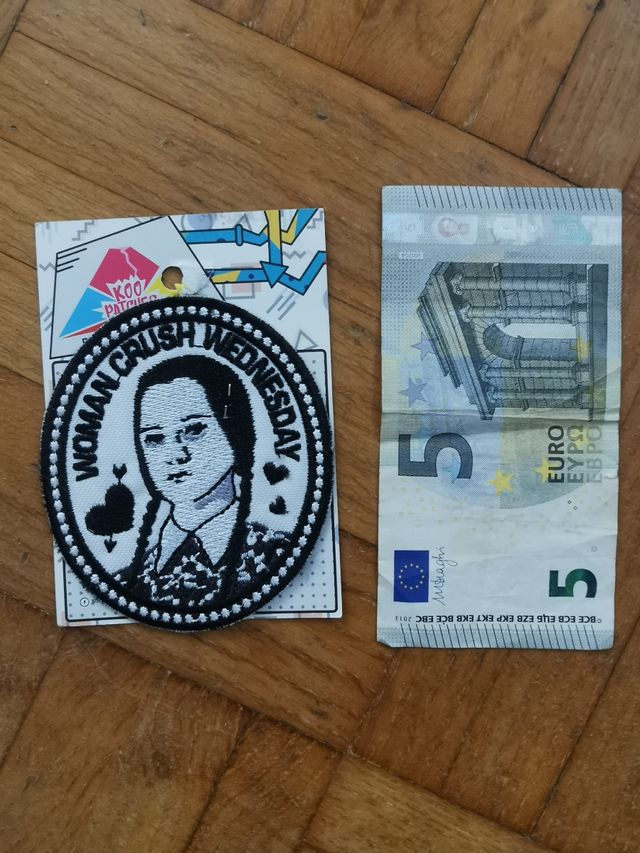 KOO
PATCHES
WOMAN CRUSH WEDNESDAY
5
EURO
ΕΥΡΩ
ЕВРО
5
© BCE ECB ЕЦБ EZB EKP EKT EKB BĊE EBC 2013